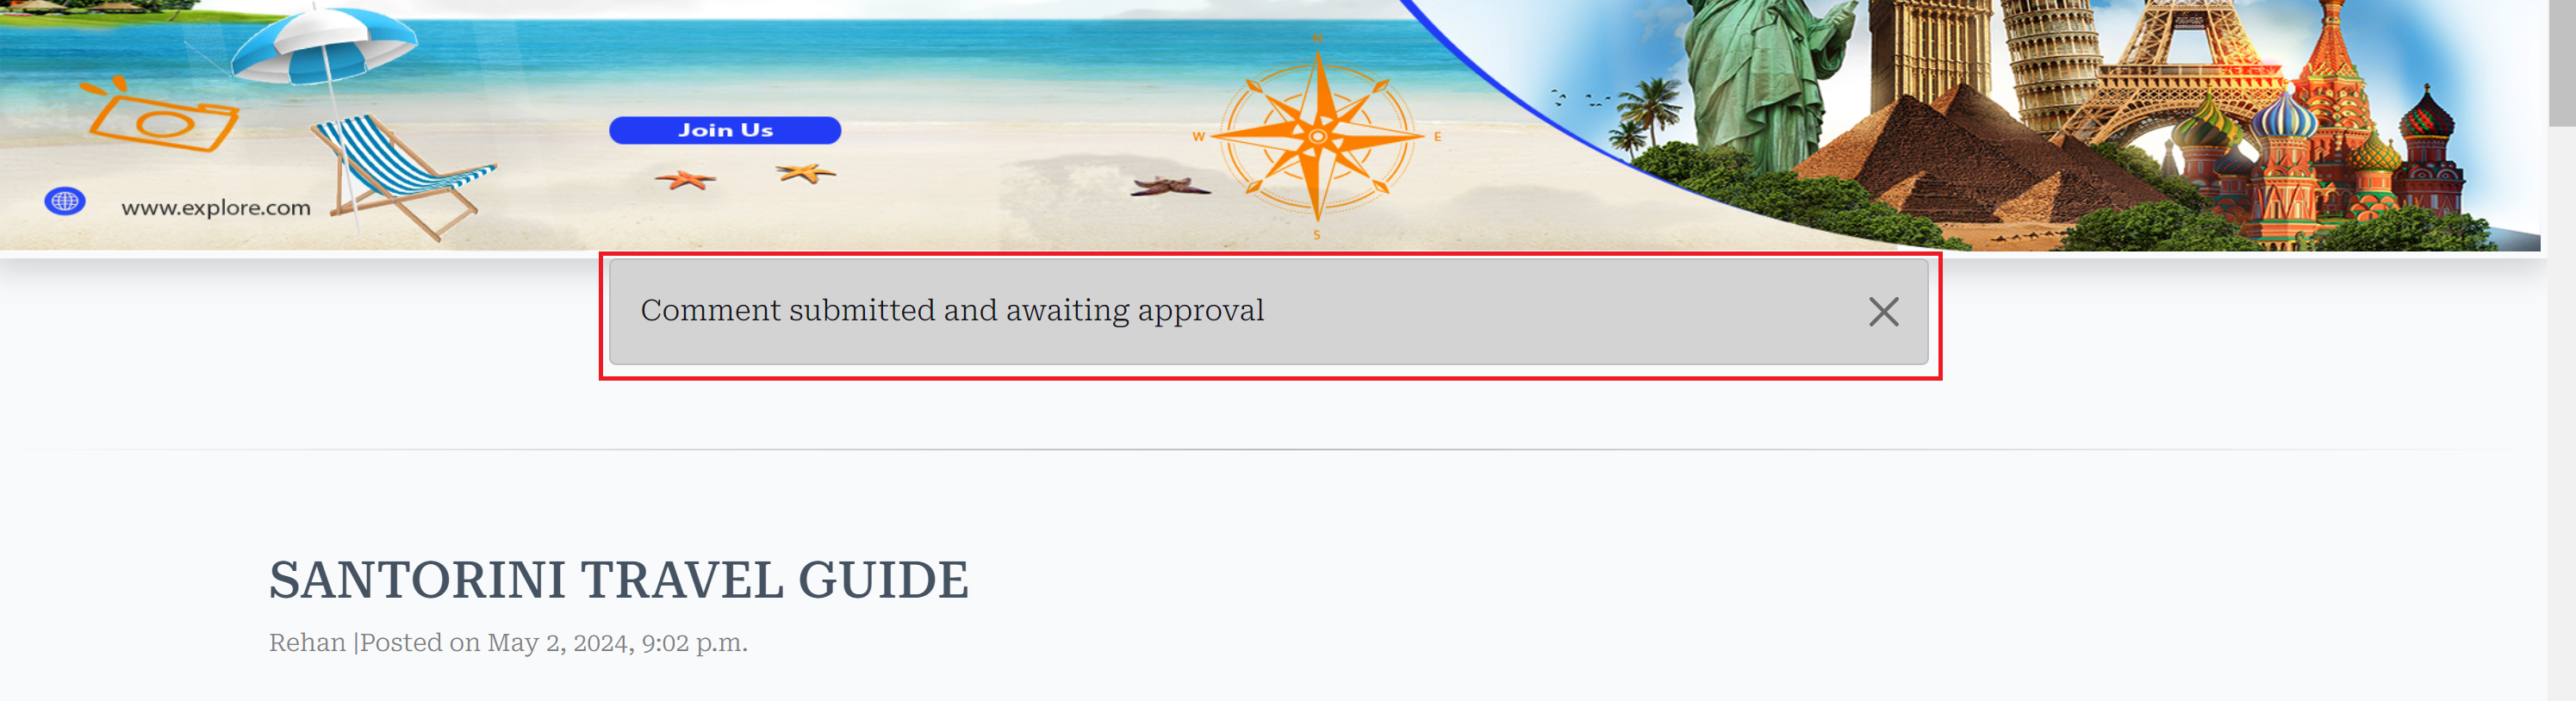 N
W
E
S
Join Us
www.explore.com
Comment submitted and awaiting approval
SANTORINI TRAVEL GUIDE
Rehan |Posted on May 2, 2024, 9:02 p.m.